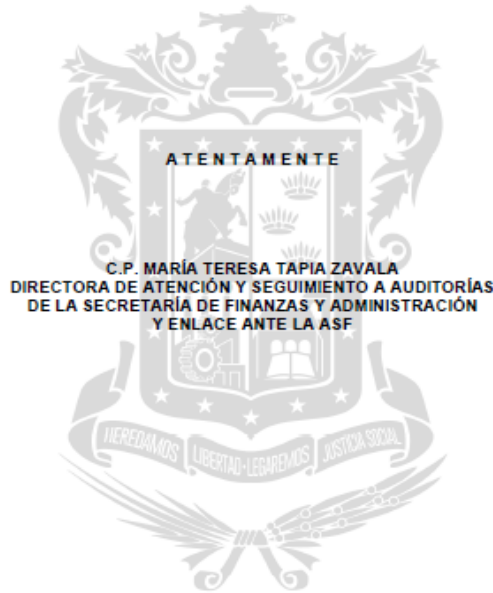 ATENTAMENTE
C.P. MARÍA TERESA TAPIA ZAVALA
DIRECTORA DE ATENCIÓN Y SEGUIMIENTO A AUDITORÍAS
DE LA SECRETARÍA DE FINANZAS Y ADMINISTRACIÓN
Y ENLACE ANTE LA ASF
HEREDAMOS LIBERTAD-LEGAREMOS JUSTICIA SOCIAL